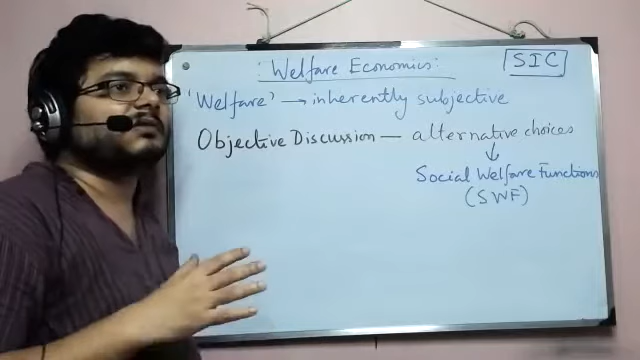 Welfare Economics:
SIC
'Welfare' → inherently subjective
Objective Discussion — alternative choices
↓
Social Welfare Functions
(SWF)